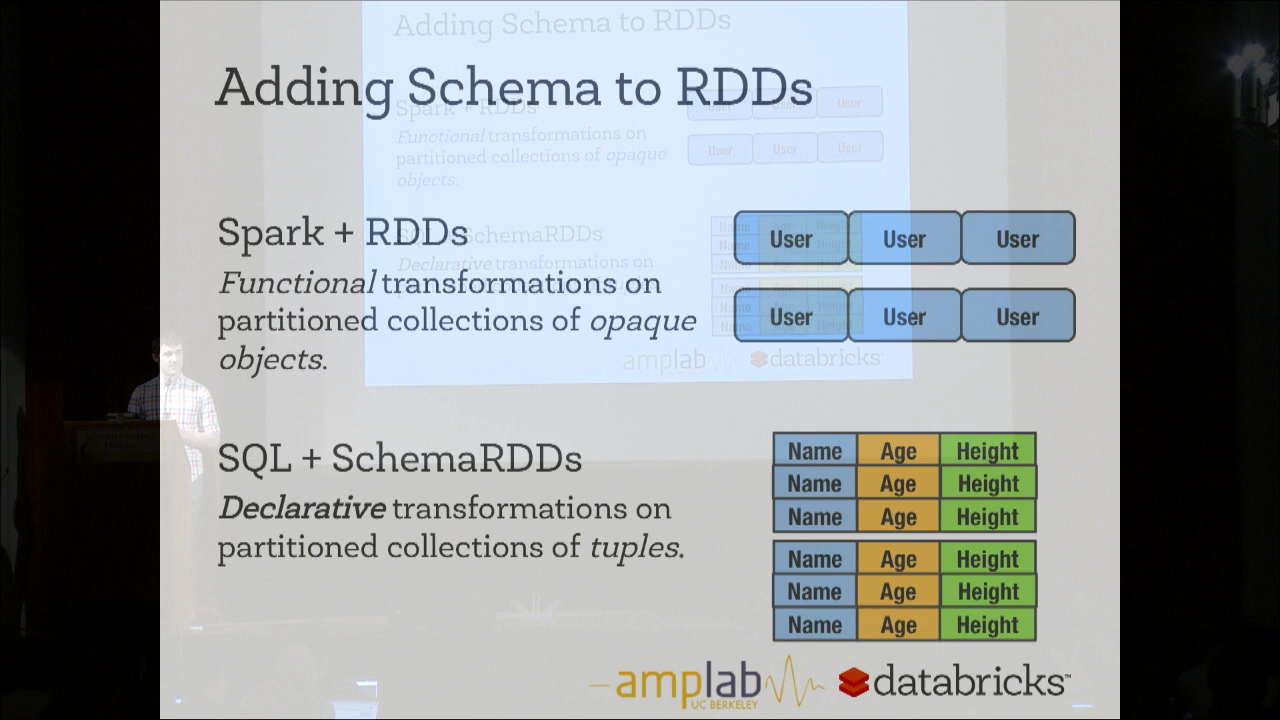 Adding Schema to RDDs
Spark + RDDs
Functional transformations on
partitioned collections of opaque
objects.
User User User
User User User
SQL + SchemaRDDs
Declarative transformations on
partitioned collections of tuples.
Name Age Height
Name Age Height
Name Age Height
Name Age Height
Name Age Height
Name Age Height
amplab
UC BERKELEY
databricks™